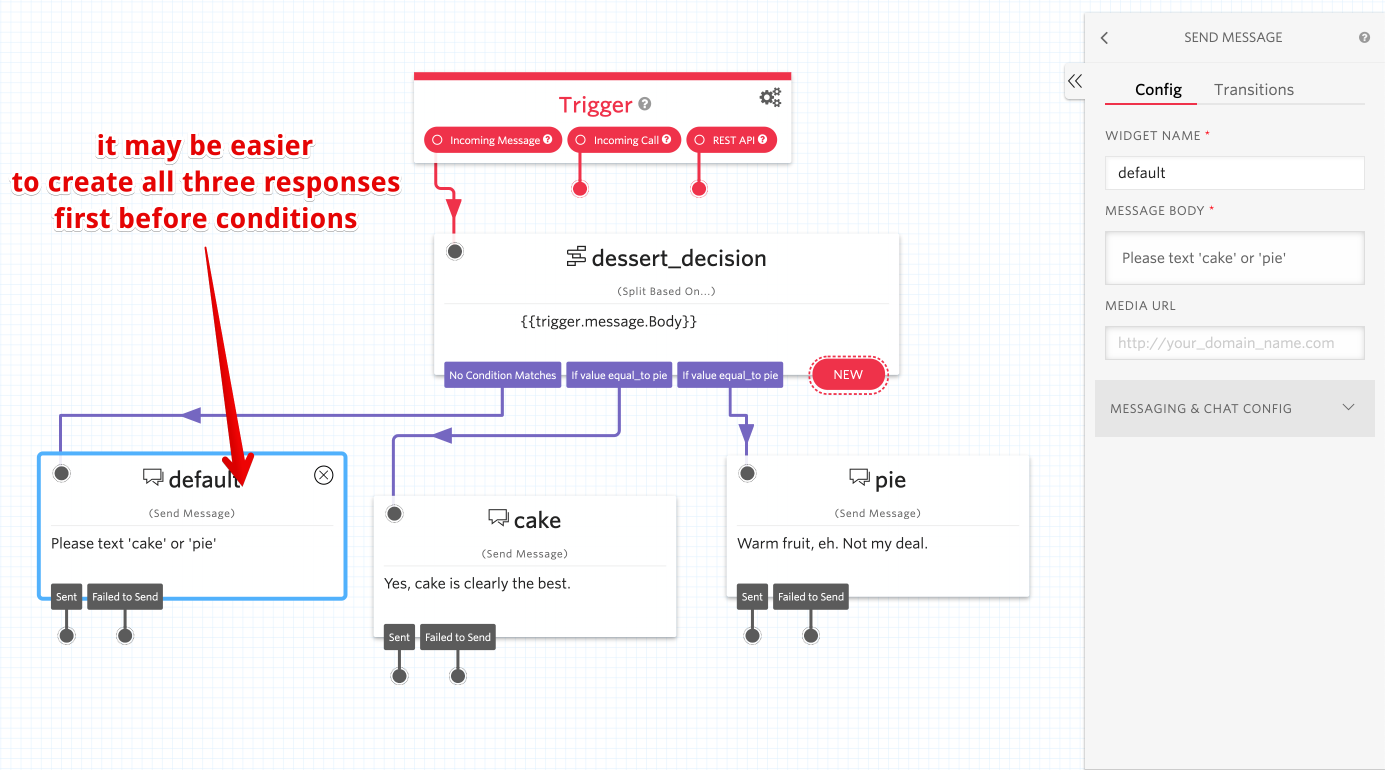 it may be easier
to create all three responses
first before conditions
Trigger ?
Incoming Message ?
Incoming Call ?
REST API ?
dessert_decision
(Split Based On...)
{{trigger.message.Body}}
No Condition Matches
If value equal_to pie
If value equal_to pie
NEW
default
(Send Message)
Please text 'cake' or 'pie'
Sent
Failed to Send
cake
(Send Message)
Yes, cake is clearly the best.
Sent
Failed to Send
pie
(Send Message)
Warm fruit, eh. Not my deal.
Sent
Failed to Send
SEND MESSAGE ?
Config Transitions
WIDGET NAME *
default
MESSAGE BODY *
Please text 'cake' or 'pie'
MEDIA URL
http://your_domain_name.com
MESSAGING & CHAT CONFIG